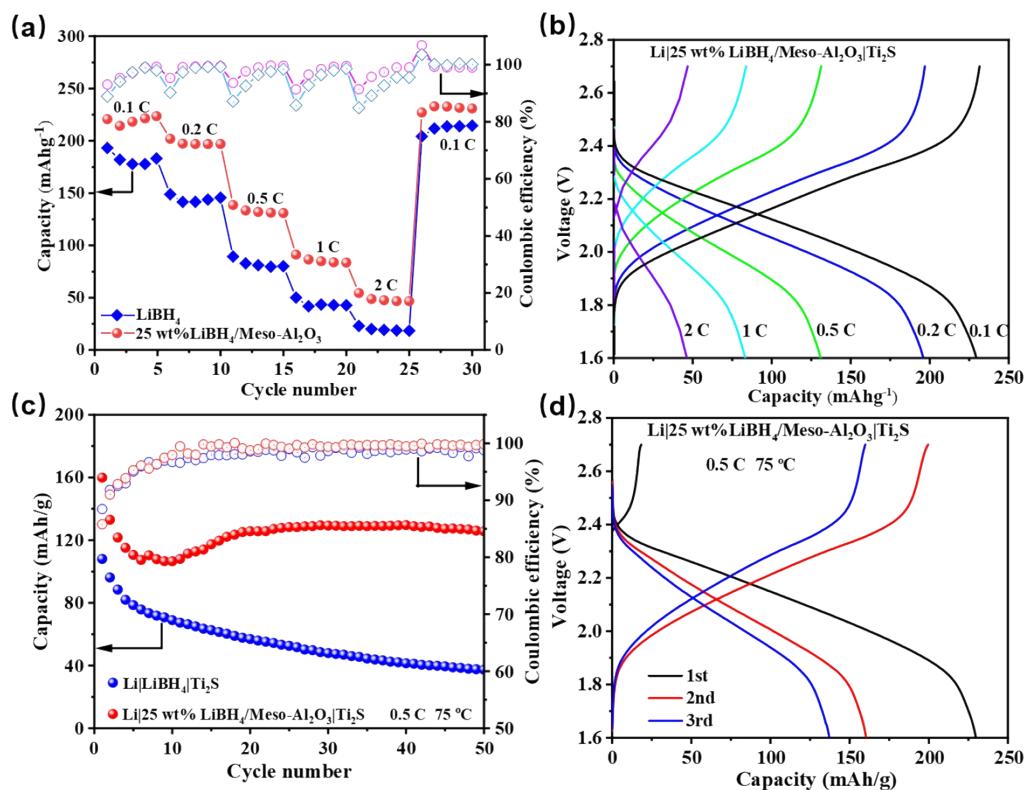 (a)
Capacity (mAhg⁻¹)
300
250
200
150
100
50
0
0.1 C
0.2 C
0.5 C
1 C
2 C
0.1 C
LiBH₄
25 wt%LiBH₄/Meso-Al₂O₃
0 5 10 15 20 25 30
Cycle number
100
80
60
40
20
0
Coulombic efficiency (%)
(b)
Voltage (V)
2.8
2.6
2.4
2.2
2.0
1.8
1.6
Li|25 wt% LiBH₄/Meso-Al₂O₃|Ti₂S
2 C 1 C 0.5 C 0.2 C 0.1 C
0 50 100 150 200 250
Capacity (mAhg⁻¹)
(c)
Capacity (mAh/g)
200
160
120
80
40
0
Li|LiBH₄|Ti₂S
Li|25 wt% LiBH₄/Meso-Al₂O₃|Ti₂S 0.5 C 75 ºC
0 10 20 30 40 50
Cycle number
100
90
80
70
60
50
Coulombic efficiency (%)
(d)
Voltage (V)
2.8
2.6
2.4
2.2
2.0
1.8
1.6
Li|25 wt%LiBH₄/Meso-Al₂O₃|Ti₂S
0.5 C 75 ºC
1st
2nd
3rd
0 50 100 150 200 250
Capacity (mAh/g)